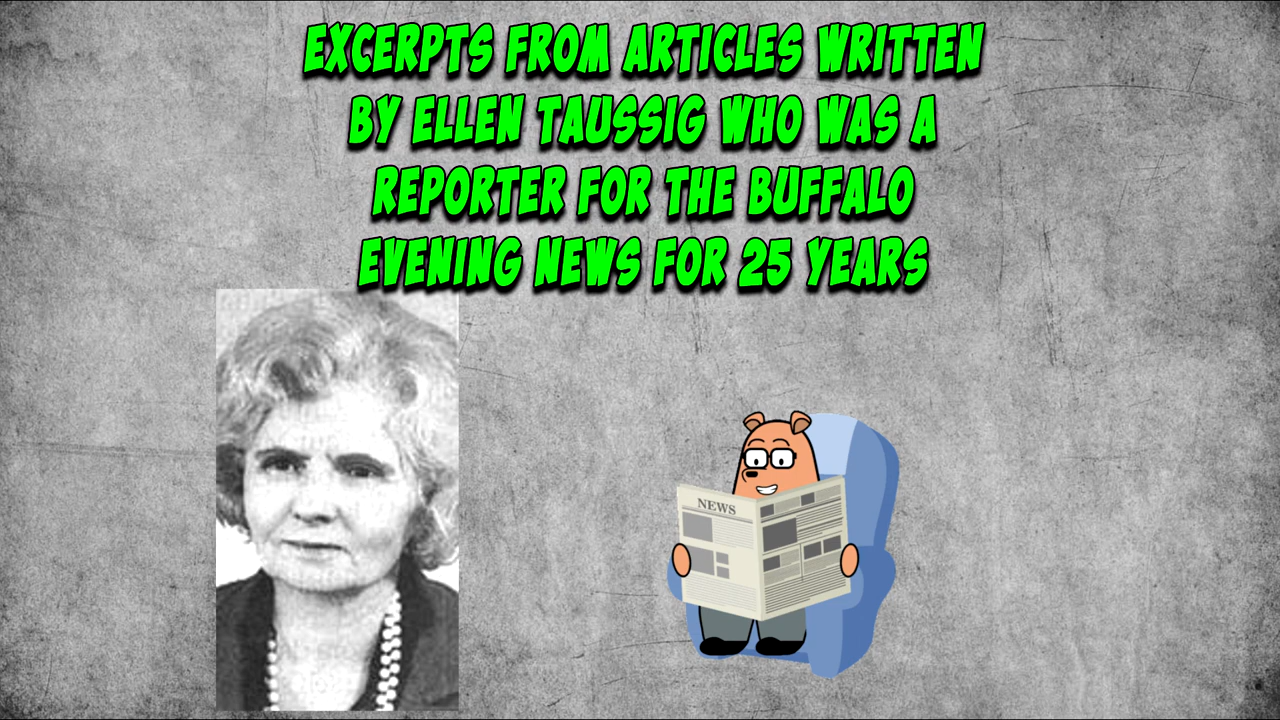 EXCERPTS FROM ARTICLES WRITTEN
BY ELLEN TAUSSIG WHO WAS A
REPORTER FOR THE BUFFALO
EVENING NEWS FOR 25 YEARS
NEWS